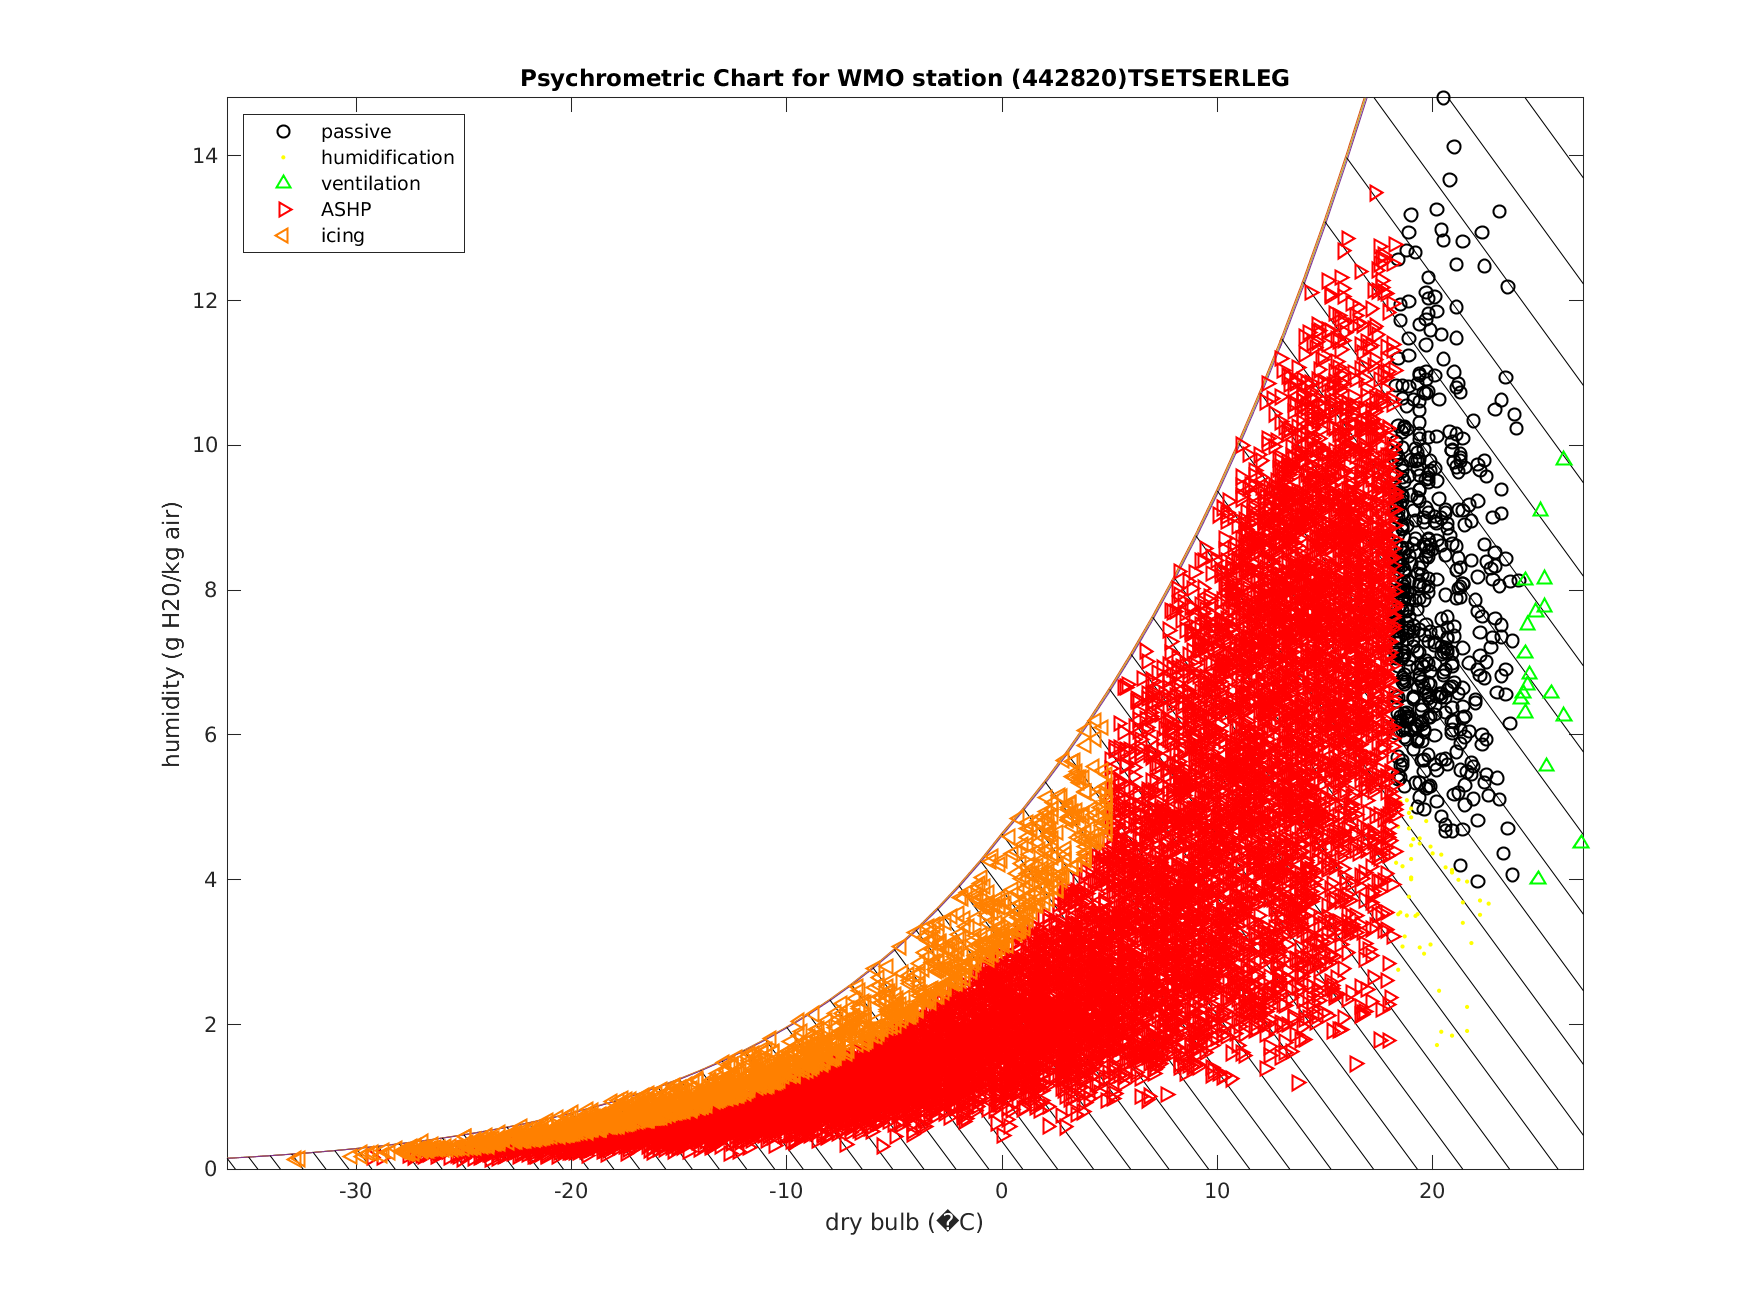 Psychrometric Chart for WMO station (442820)TSETSERLEG
passive
humidification
ventilation
ASHP
icing
humidity (g H20/kg air)
14
12
10
8
6
4
2
0
-30 -20 -10 0 10 20
dry bulb (�C)